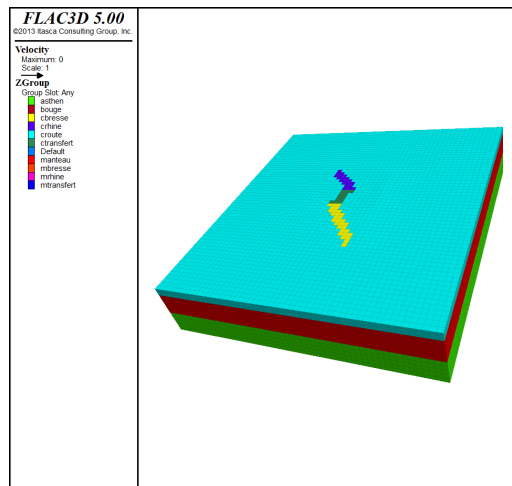 FLAC3D 5.00
©2013 Itasca Consulting Group, Inc.
Velocity
Maximum: 0
Scale: 1
ZGroup
Group Slot: Any
asthen
bouge
cbresse
crhine
croute
ctransfert
Default
manteau
mbresse
mrhine
mtransfert